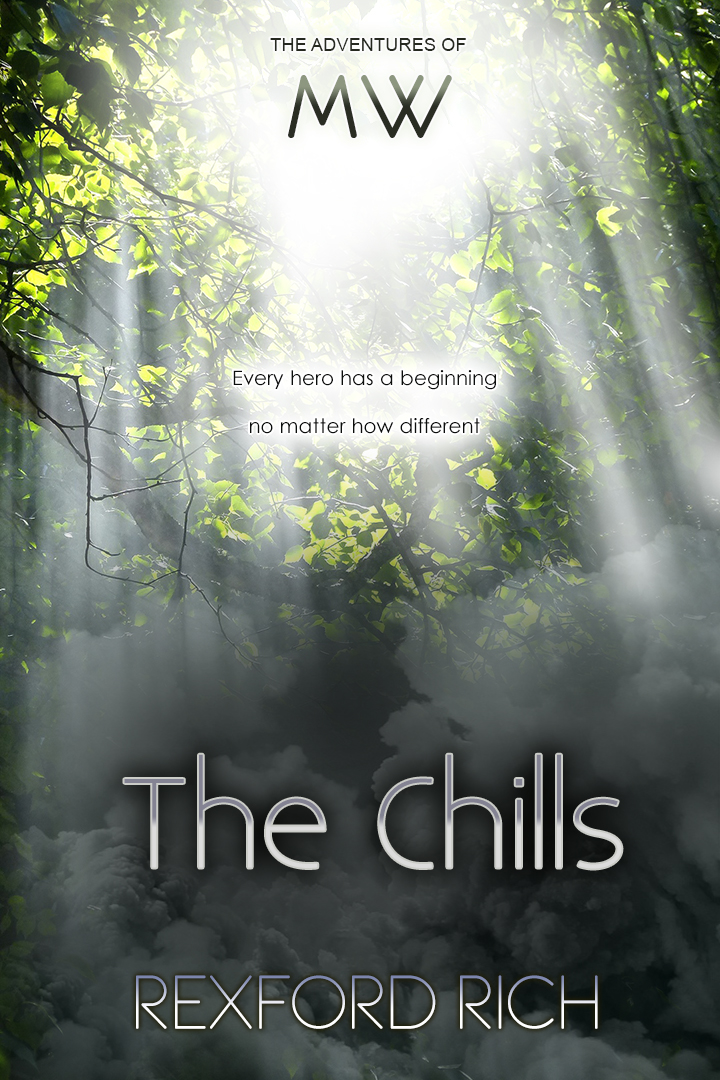 THE ADVENTURES OF
MW
Every hero has a beginning
no matter how different
The Chills
REXFORD RICH